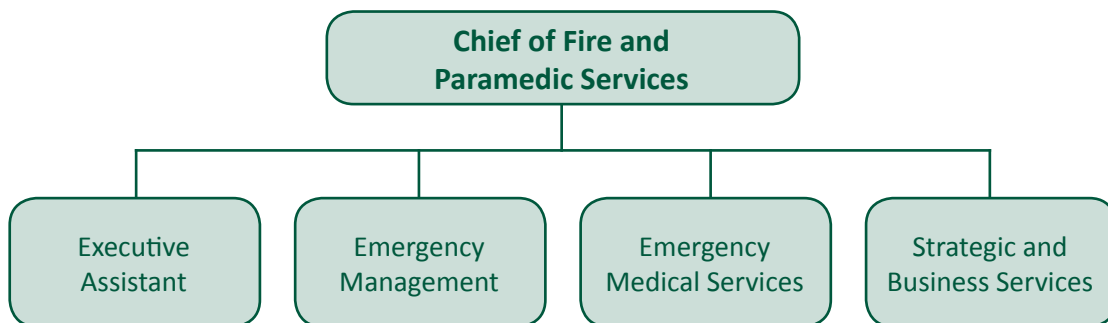 Chief of Fire and
Paramedic Services
Executive
Assistant
Emergency
Management
Emergency
Medical Services
Strategic and
Business Services